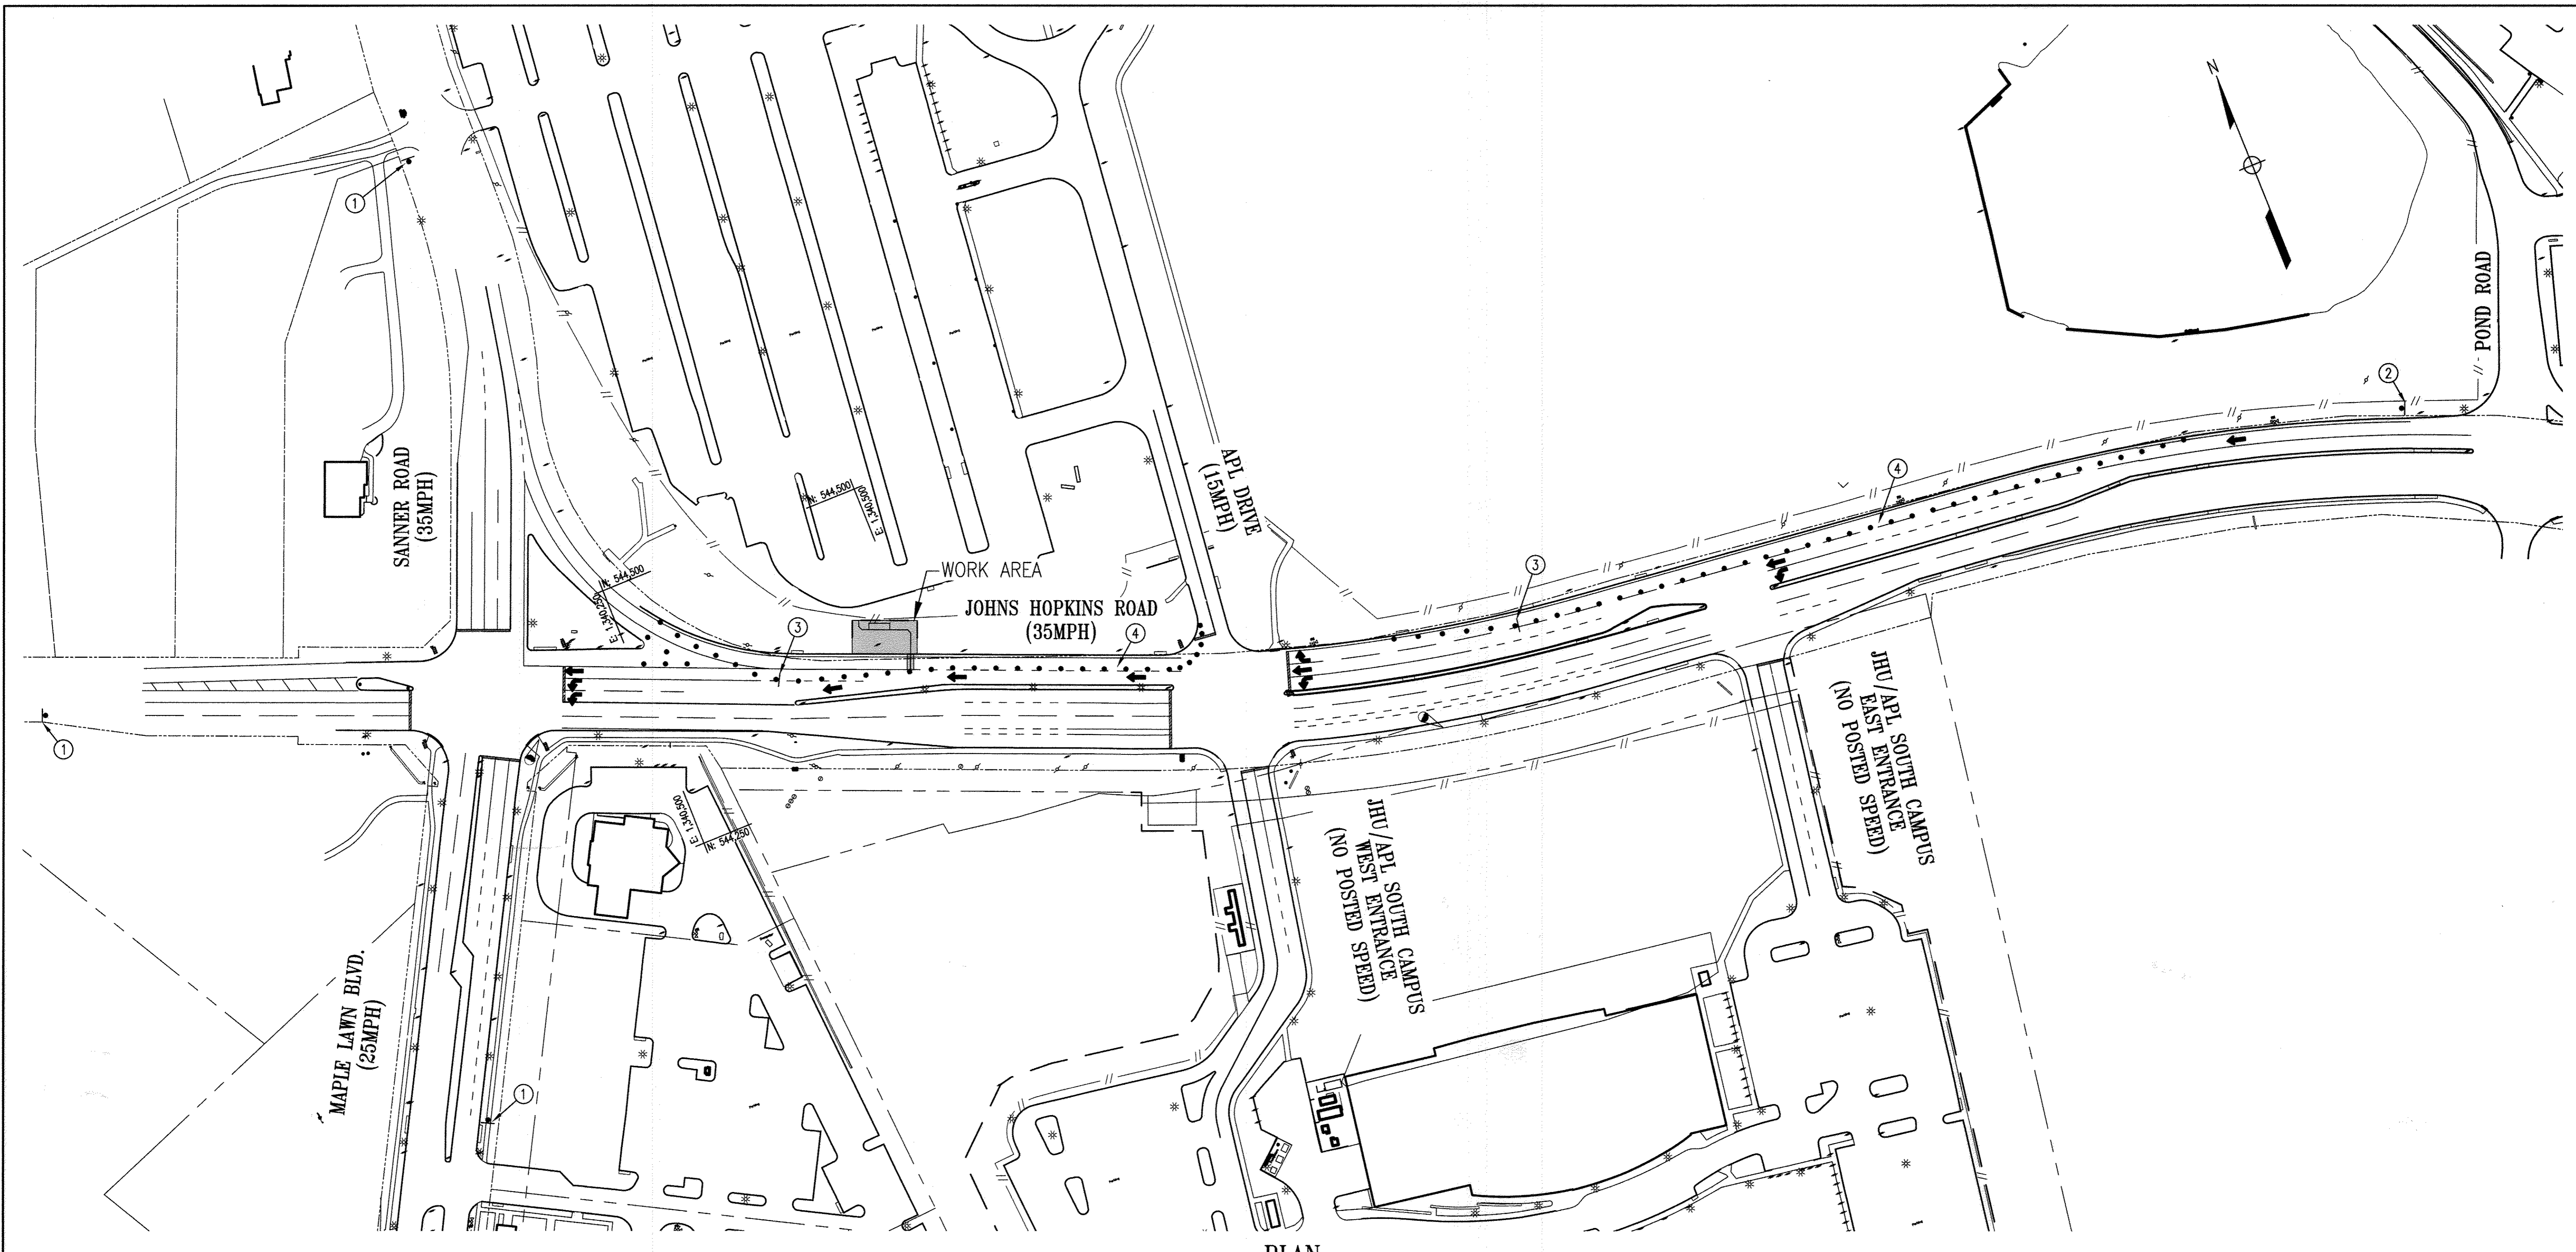 N
1
POND ROAD
2
SANNER ROAD
(35MPH)
APL DRIVE
(15MPH)
4
N: 544,500
E: 1,340,500
3
WORK AREA
N: 544,500
E: 1,340,250
JOHNS HOPKINS ROAD
(35MPH)
3
4
1
JHU/APL SOUTH CAMPUS
EAST ENTRANCE
(NO POSTED SPEED)
E: 1,340,500
N: 544,250
JHU/APL SOUTH CAMPUS
WEST ENTRANCE
(NO POSTED SPEED)
MAPLE LAWN BLVD.
(25MPH)
1
PLAN